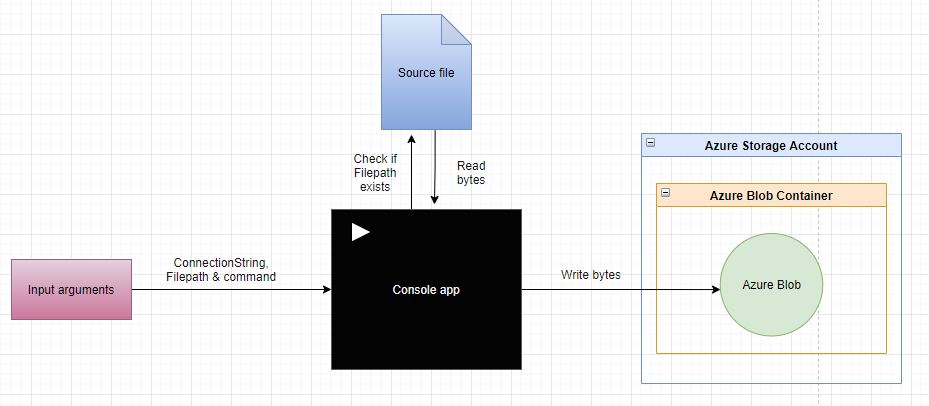 Source file
Check if
Filepath
exists
Read
bytes
Azure Storage Account
Azure Blob Container
ConnectionString,
Filepath & command
Input arguments
Console app
Write bytes
Azure Blob